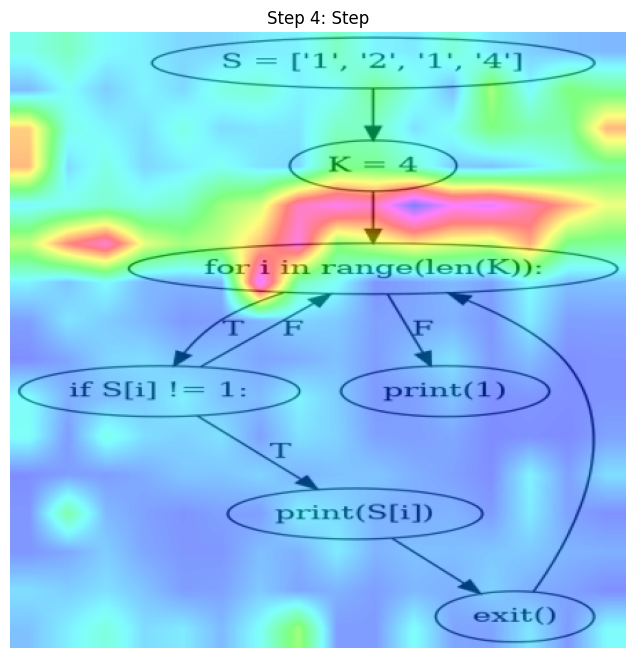 Step 4: Step
S = ['1', '2', '1', '4']
K = 4
for i in range(len(K)):
T
F
F
if S[i] != 1:
print(1)
T
print(S[i])
exit()